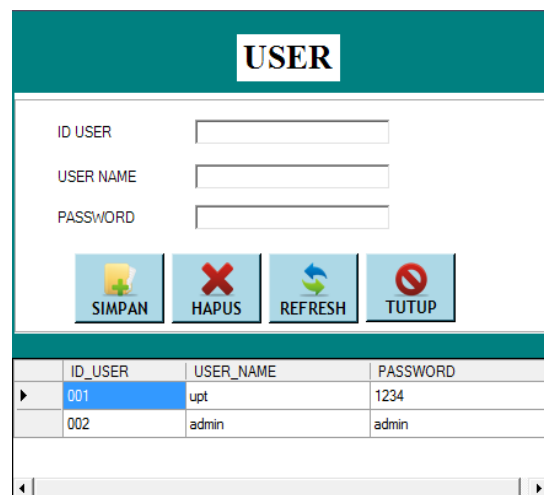 USER
ID USER
USER NAME
PASSWORD
SIMPAN HAPUS REFRESH TUTUP
ID_USER USER_NAME PASSWORD
001 upt 1234
002 admin admin